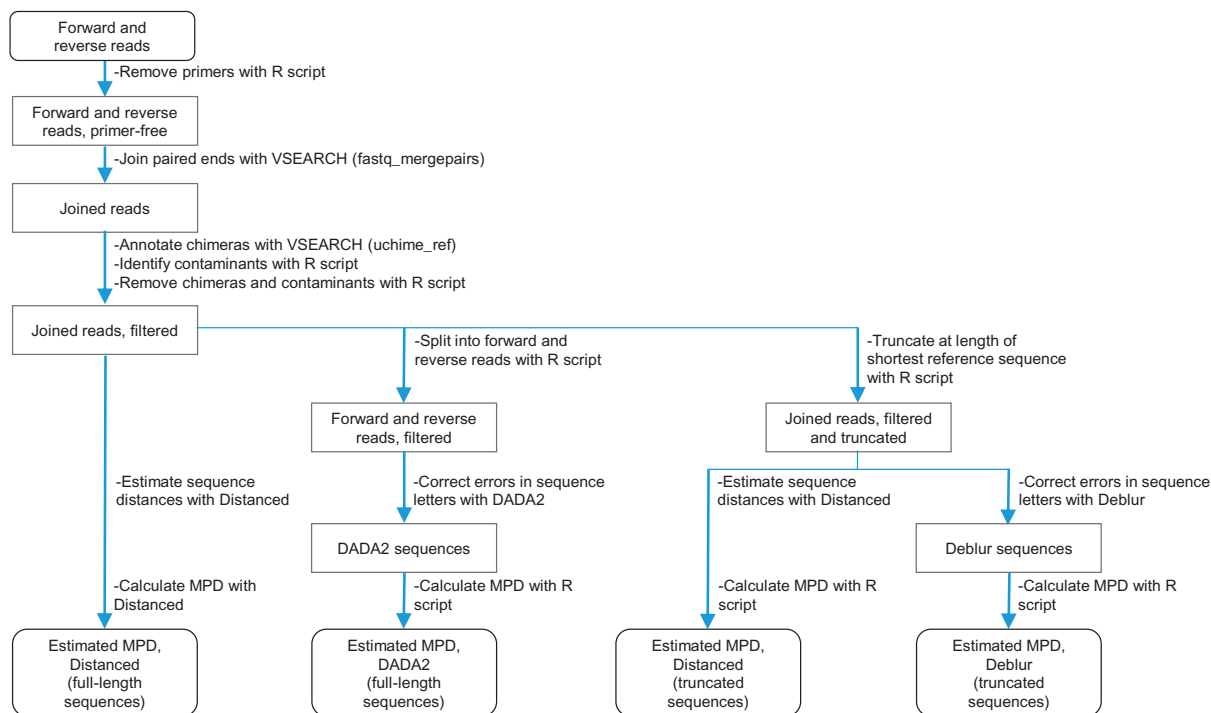 Forward and
reverse reads
-Remove primers with R script
Forward and reverse
reads, primer-free
-Join paired ends with VSEARCH (fastq_mergepairs)
Joined reads
-Annotate chimeras with VSEARCH (uchime_ref)
-Identify contaminants with R script
-Remove chimeras and contaminants with R script
Joined reads, filtered
-Split into forward and
reverse reads with R script
-Truncate at length of
shortest reference sequence
with R script
Forward and reverse
reads, filtered
Joined reads, filtered
and truncated
-Estimate sequence
distances with Distanced
-Correct errors in sequence
letters with DADA2
-Estimate sequence
distances with Distanced
-Correct errors in sequence
letters with Deblur
DADA2 sequences
Deblur sequences
-Calculate MPD with
Distanced
-Calculate MPD with R
script
-Calculate MPD with R
script
-Calculate MPD with R
script
Estimated MPD,
Distanced
(full-length
sequences)
Estimated MPD,
DADA2
(full-length
sequences)
Estimated MPD,
Distanced
(truncated
sequences)
Estimated MPD,
Deblur
(truncated
sequences)